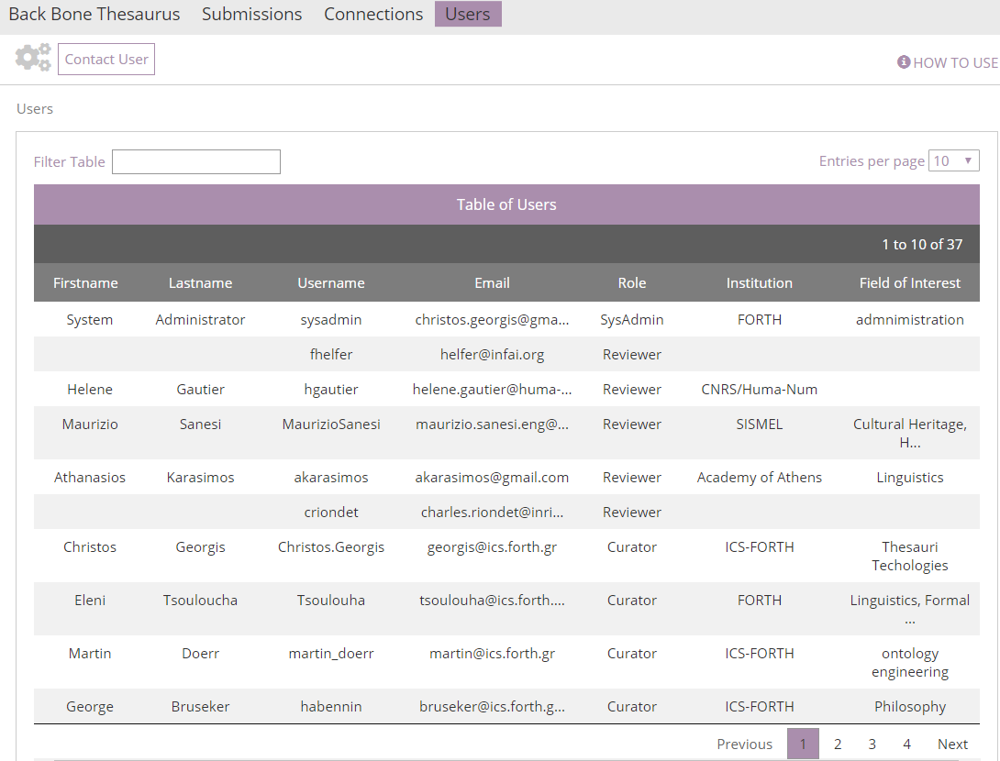 Back Bone Thesaurus Submissions Connections Users
Contact User
HOW TO USE
Users
Filter Table
Entries per page 10
Table of Users
1 to 10 of 37
Firstname Lastname Username Email Role Institution Field of Interest
System Administrator sysadmin christos.georgis@gma... SysAdmin FORTH admnimistration
fhelfer helfer@infai.org Reviewer
Helene Gautier hgautier helene.gautier@huma-... Reviewer CNRS/Huma-Num
Maurizio Sanesi MaurizioSanesi maurizio.sanesi.eng@... Reviewer SISMEL Cultural Heritage,
H...
Athanasios Karasimos akarasimos akarasimos@gmail.com Reviewer Academy of Athens Linguistics
criondet charles.riondet@inri... Reviewer
Christos Georgis Christos.Georgis georgis@ics.forth.gr Curator ICS-FORTH Thesauri
Techologies
Eleni Tsouloucha Tsoulouha tsoulouha@ics.forth.... Curator FORTH Linguistics, Formal
...
Martin Doerr martin_doerr martin@ics.forth.gr Curator ICS-FORTH ontology
engineering
George Bruseker habennin bruseker@ics.forth.g... Curator ICS-FORTH Philosophy
Previous 1 2 3 4 Next